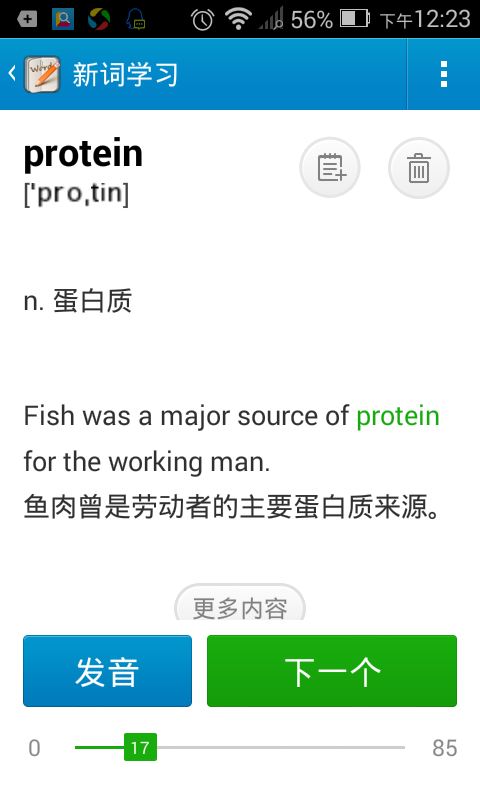 56% 下午12:23
Words 新词学习
protein
['pro,tin]
n. 蛋白质
Fish was a major source of protein
for the working man.
鱼肉曾是劳动者的主要蛋白质来源。
更多内容
发音 下一个
0 17 85